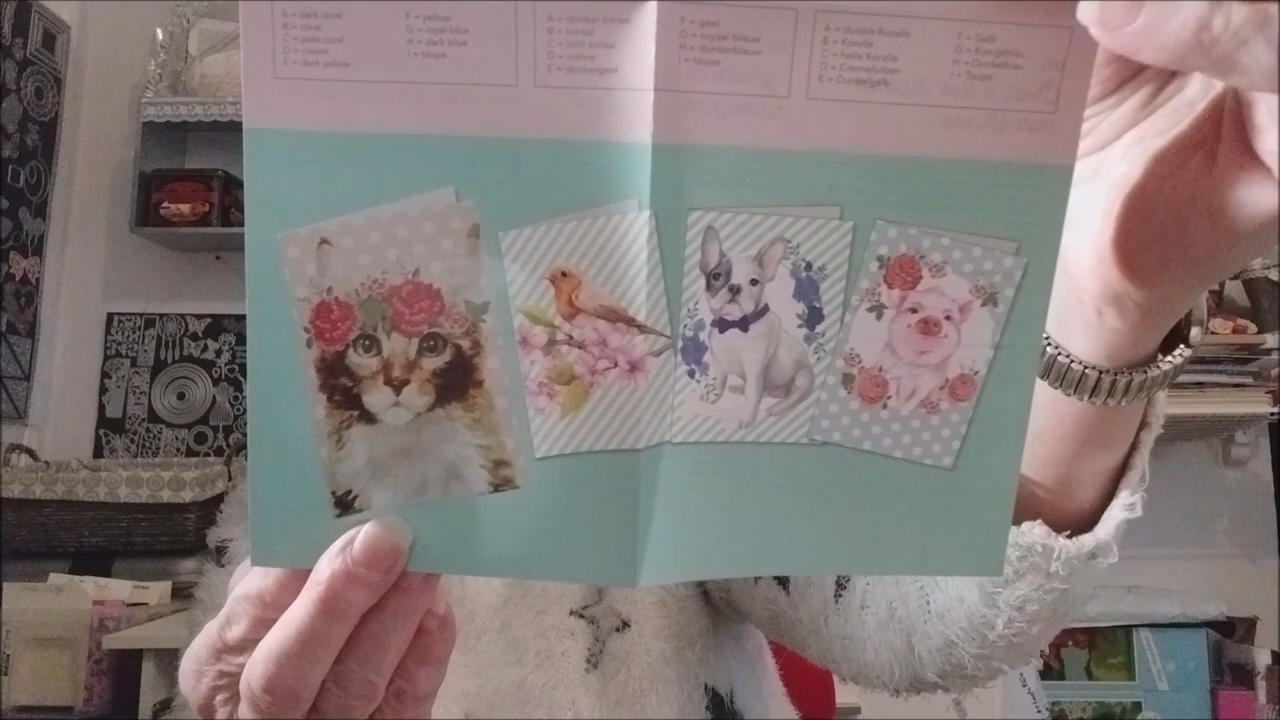 A = dark coral
B = coral
C = pale coral
D = cream
E = dark yellow
F = yellow
G = royal blue
H = dark blue
I = taupe
A = donker koraal
B = koraal
C = licht koraal
D = crème
E = donkergeel
F = geel
G = royaal blauw
H = donkerblauw
I = taupe
A = dunkle Koralle
B = Koralle
C = helle Koralle
D = Cremefarben
E = Dunkelgelb
F = Gelb
G = Königsblau
H = Dunkelblau
I = Taupe